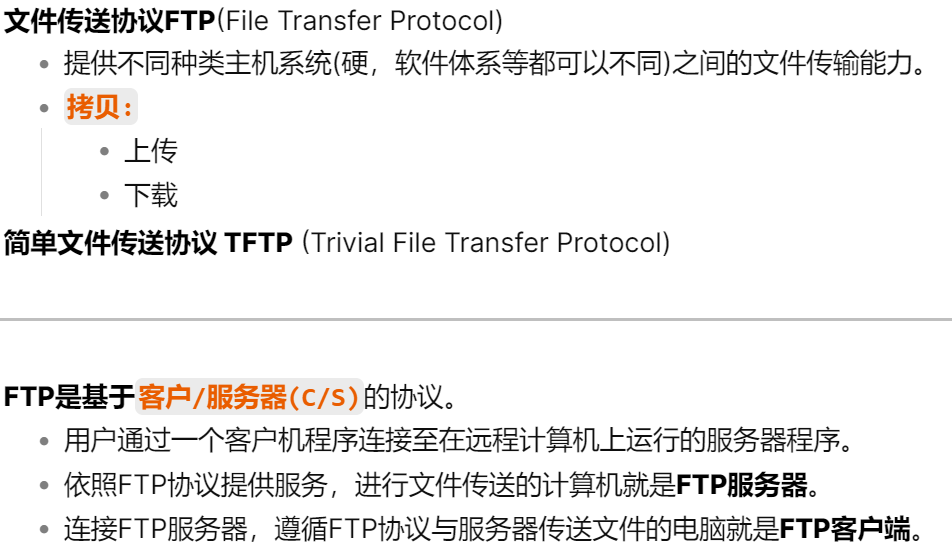 文件传送协议FTP(File Transfer Protocol)
提供不同种类主机系统(硬，软件体系等都可以不同)之间的文件传输能力。
拷贝：
上传
下载
简单文件传送协议 TFTP (Trivial File Transfer Protocol)
FTP是基于客户/服务器(C/S)的协议。
用户通过一个客户机程序连接至在远程计算机上运行的服务器程序。
依照FTP协议提供服务，进行文件传送的计算机就是FTP服务器。
连接FTP服务器，遵循FTP协议与服务器传送文件的电脑就是FTP客户端。